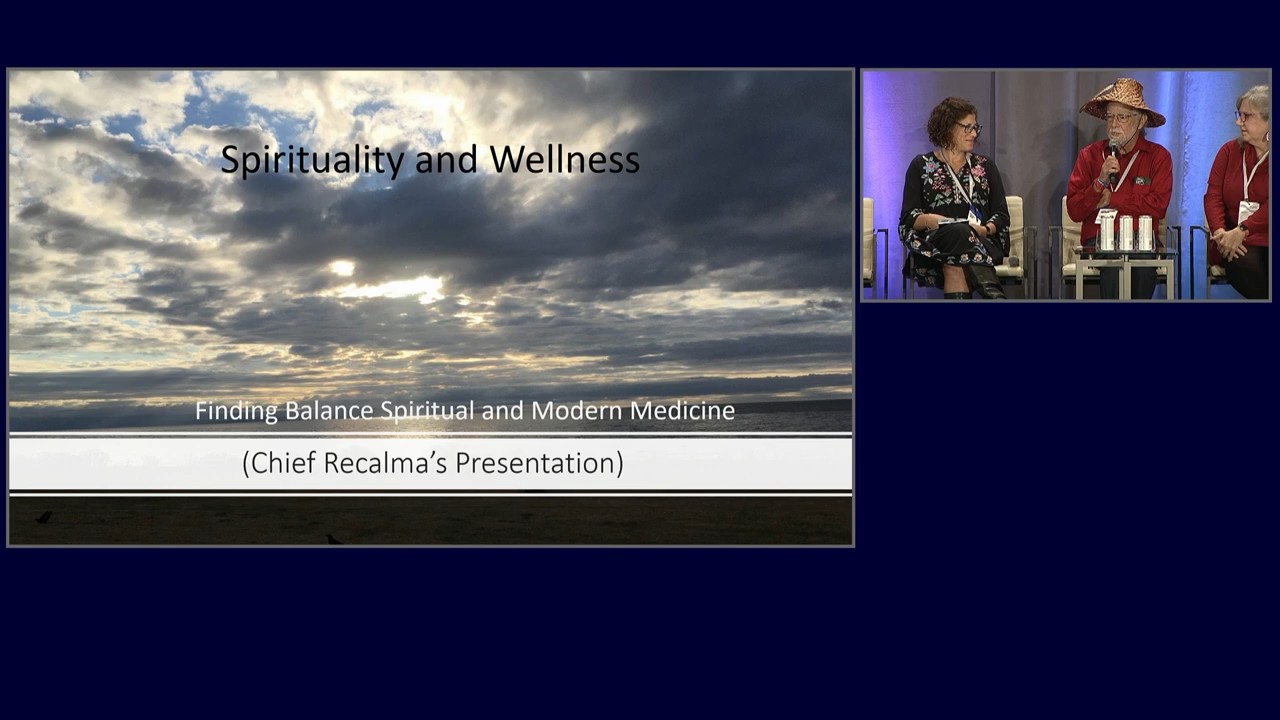 Spirituality and Wellness
Finding Balance Spiritual and Modern Medicine
(Chief Recalma’s Presentation)